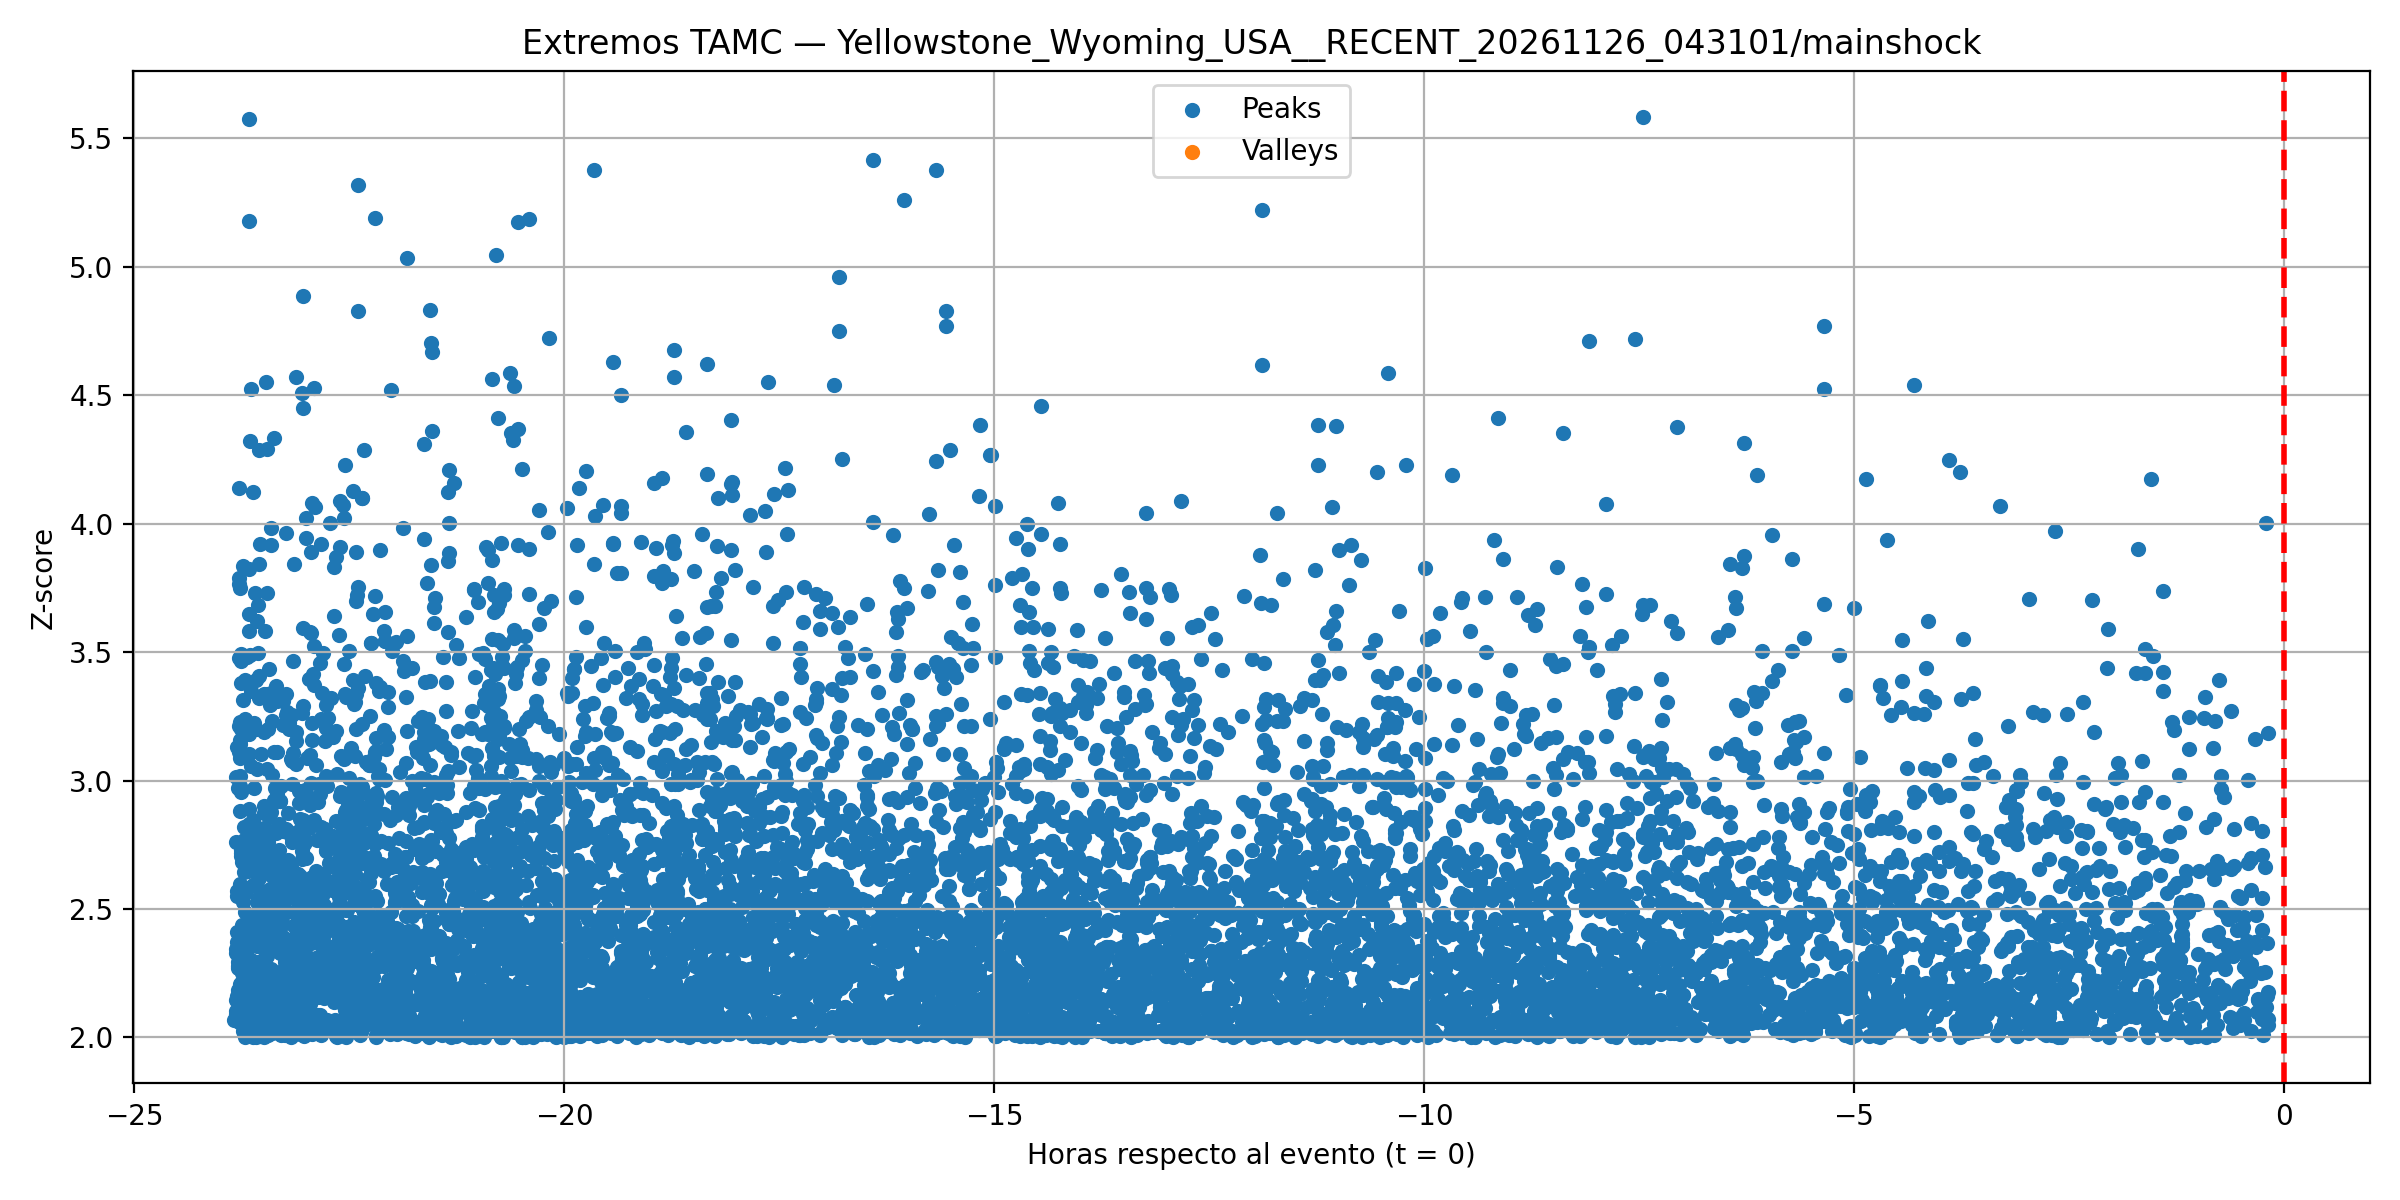 Extremos TAMC — Yellowstone_Wyoming_USA__RECENT_20261126_043101/mainshock
Peaks
Valleys
5.5
5.0
4.5
4.0
3.5
3.0
2.5
2.0
Z-score
−25
−20
−15
−10
−5
0
Horas respecto al evento (t = 0)